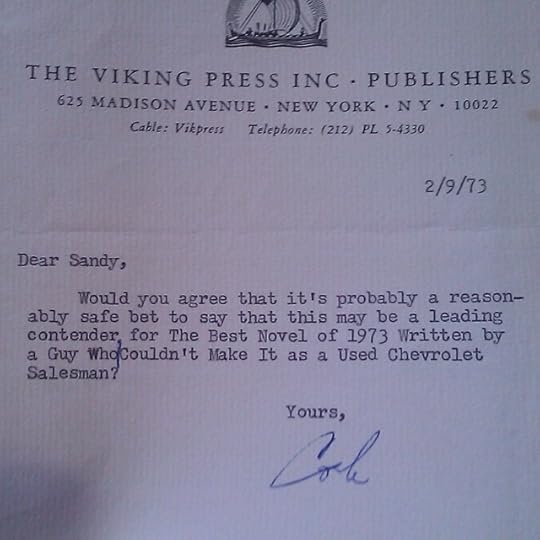 THE VIKING PRESS INC · PUBLISHERS
625 MADISON AVENUE · NEW YORK · N Y · 10022
Cable: Vikpress Telephone: (212) PL 5-4330
2/9/73
Dear Sandy,
Would you agree that it's probably a reason-
ably safe bet to say that this may be a leading
contender, for The Best Novel of 1973 Written by
a Guy Who Couldn't Make It as a Used Chevrolet
Salesman?
Yours,
Cork